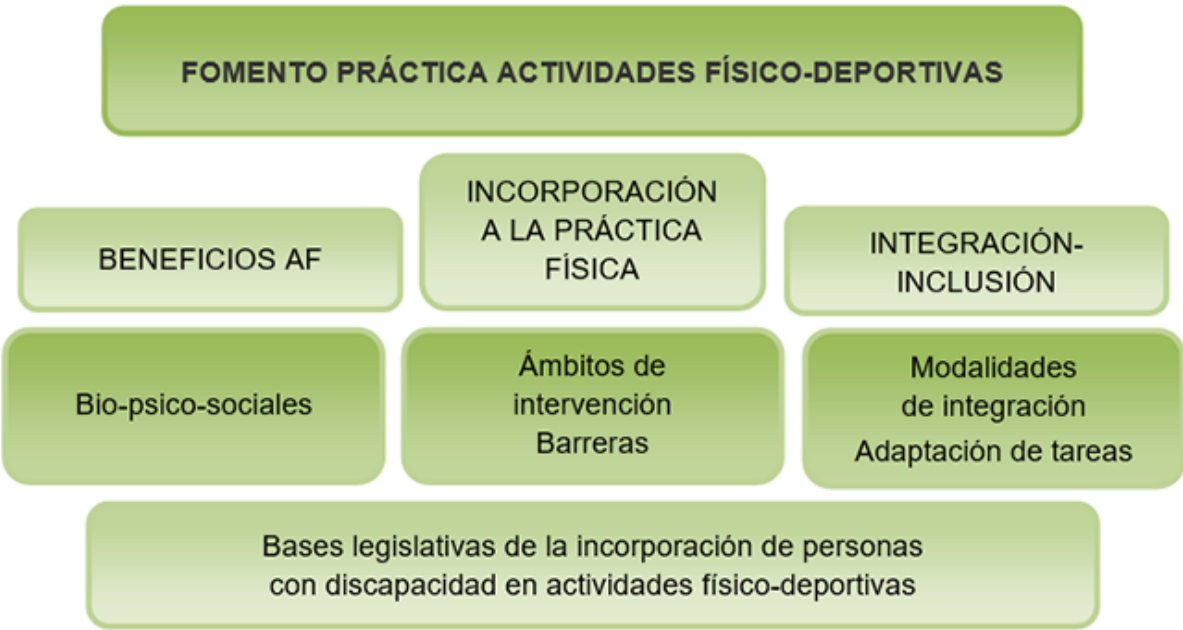 FOMENTO PRÁCTICA ACTIVIDADES FÍSICO-DEPORTIVAS
BENEFICIOS AF
INCORPORACIÓN
A LA PRÁCTICA
FÍSICA
INTEGRACIÓN-
INCLUSIÓN
Bio-psico-sociales
Ámbitos de
intervención
Barreras
Modalidades
de integración
Adaptación de tareas
Bases legislativas de la incorporación de personas
con discapacidad en actividades físico-deportivas